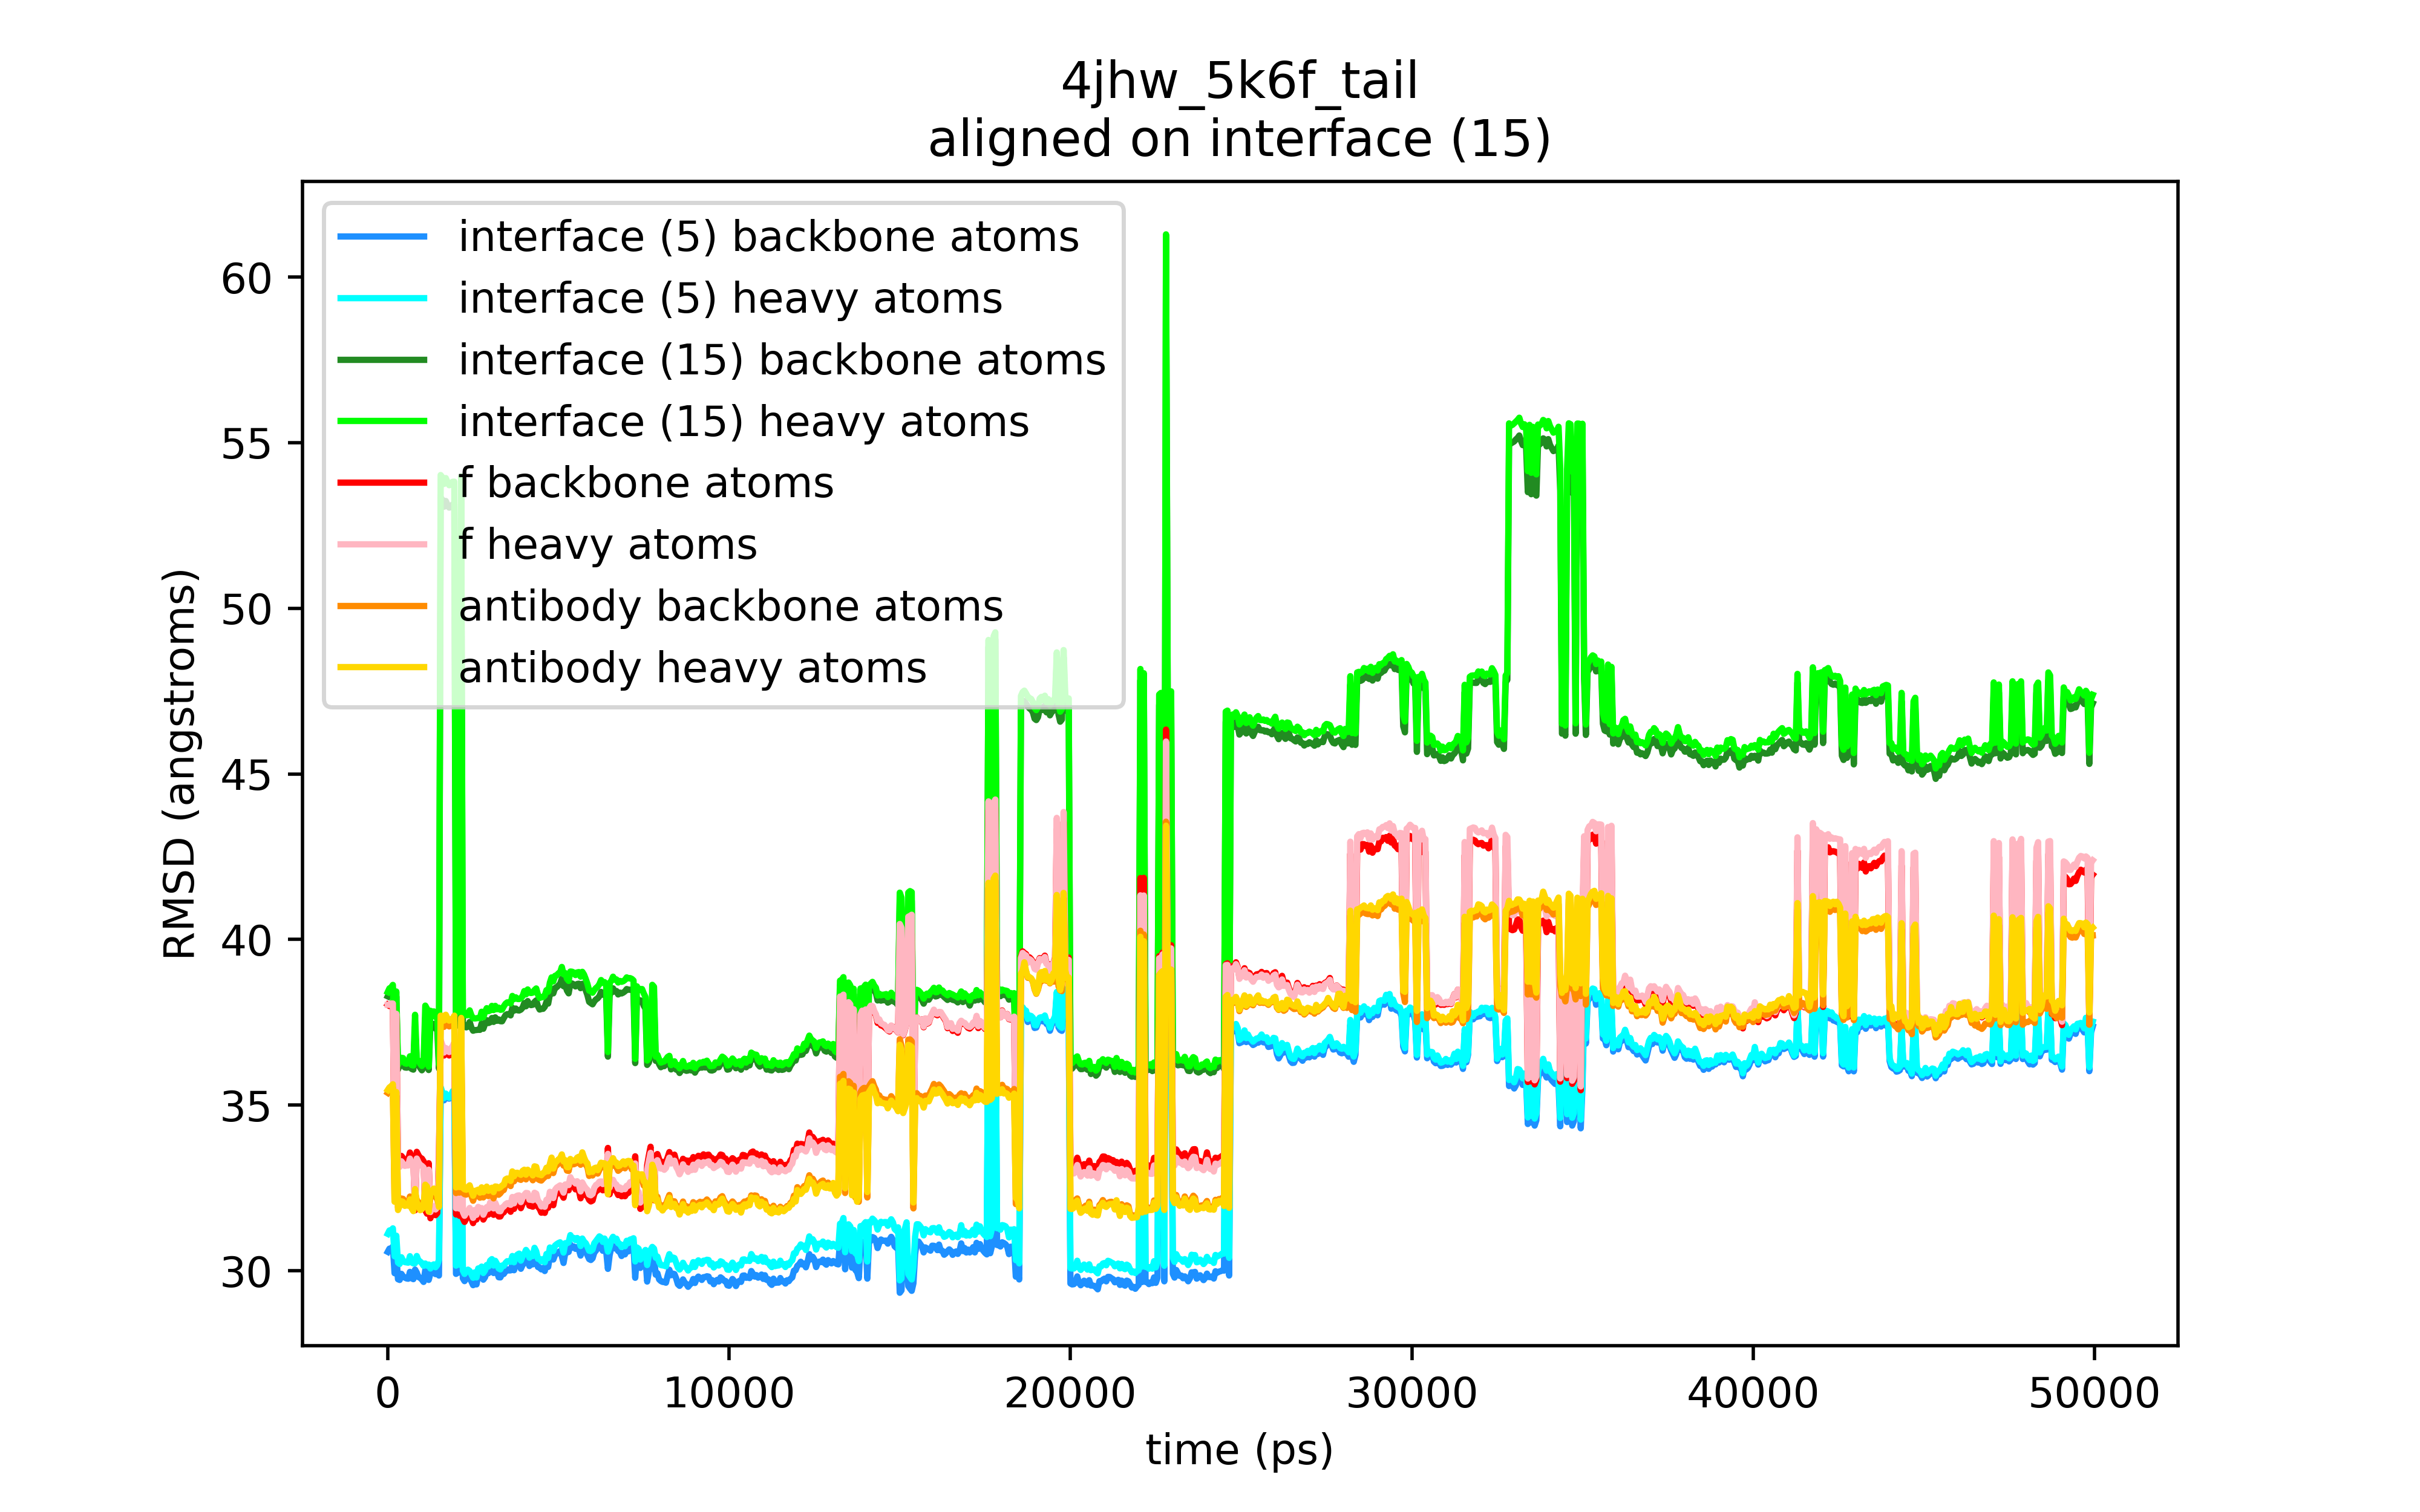 4jhw_5k6f_tail
aligned on interface (15)
interface (5) backbone atoms
interface (5) heavy atoms
interface (15) backbone atoms
interface (15) heavy atoms
f backbone atoms
f heavy atoms
antibody backbone atoms
antibody heavy atoms
RMSD (angstroms)
60
55
50
45
40
35
30
0 10000 20000 30000 40000 50000
time (ps)